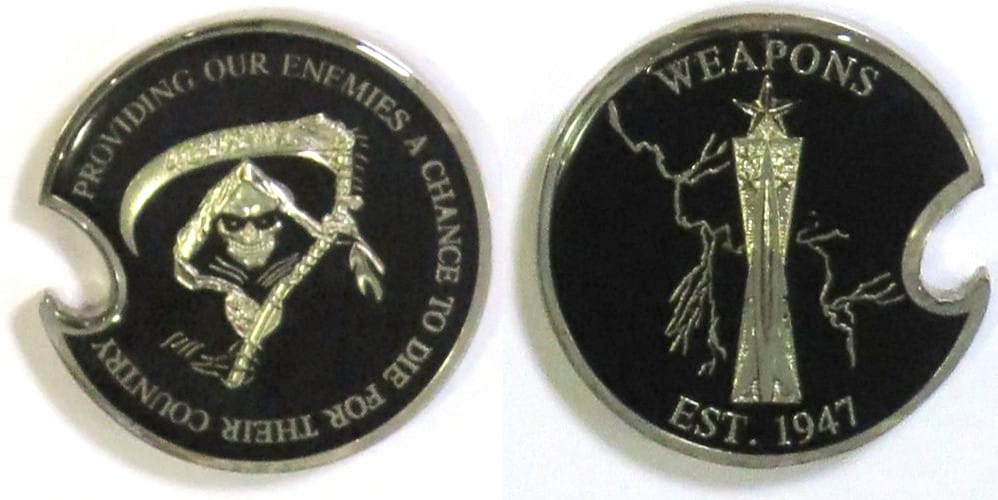 PROVIDING OUR ENEMIES A CHANCE TO DIE FOR THEIR COUNTRY
WEAPONS
EST. 1947